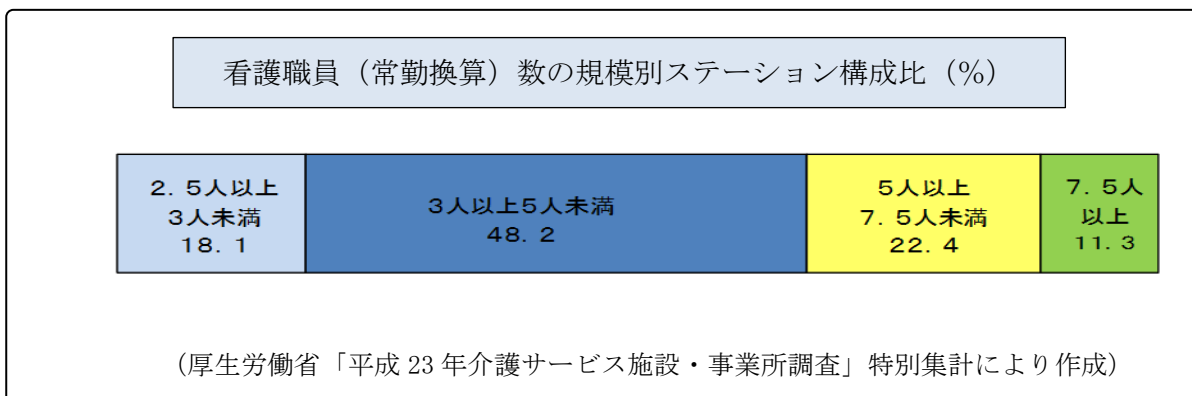 看護職員（常勤換算）数の規模別ステーション構成比（％）
２．５人以上
３人未満
１８．１
３人以上５人未満
４８．２
５人以上
７．５人未満
２２．４
７．５人
以上
１１．３
（厚生労働省「平成 23 年介護サービス施設・事業所調査」特別集計により作成）